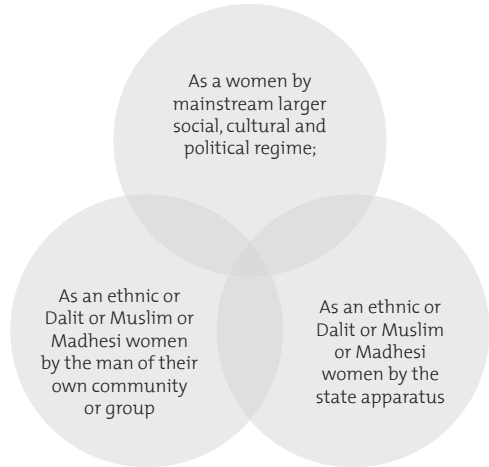 As a women by
mainstream larger
social, cultural and
political regime;
As an ethnic or
Dalit or Muslim or
Madhesi women
by the man of their
own community
or group
As an ethnic or
Dalit or Muslim
or Madhesi
women by the
state apparatus